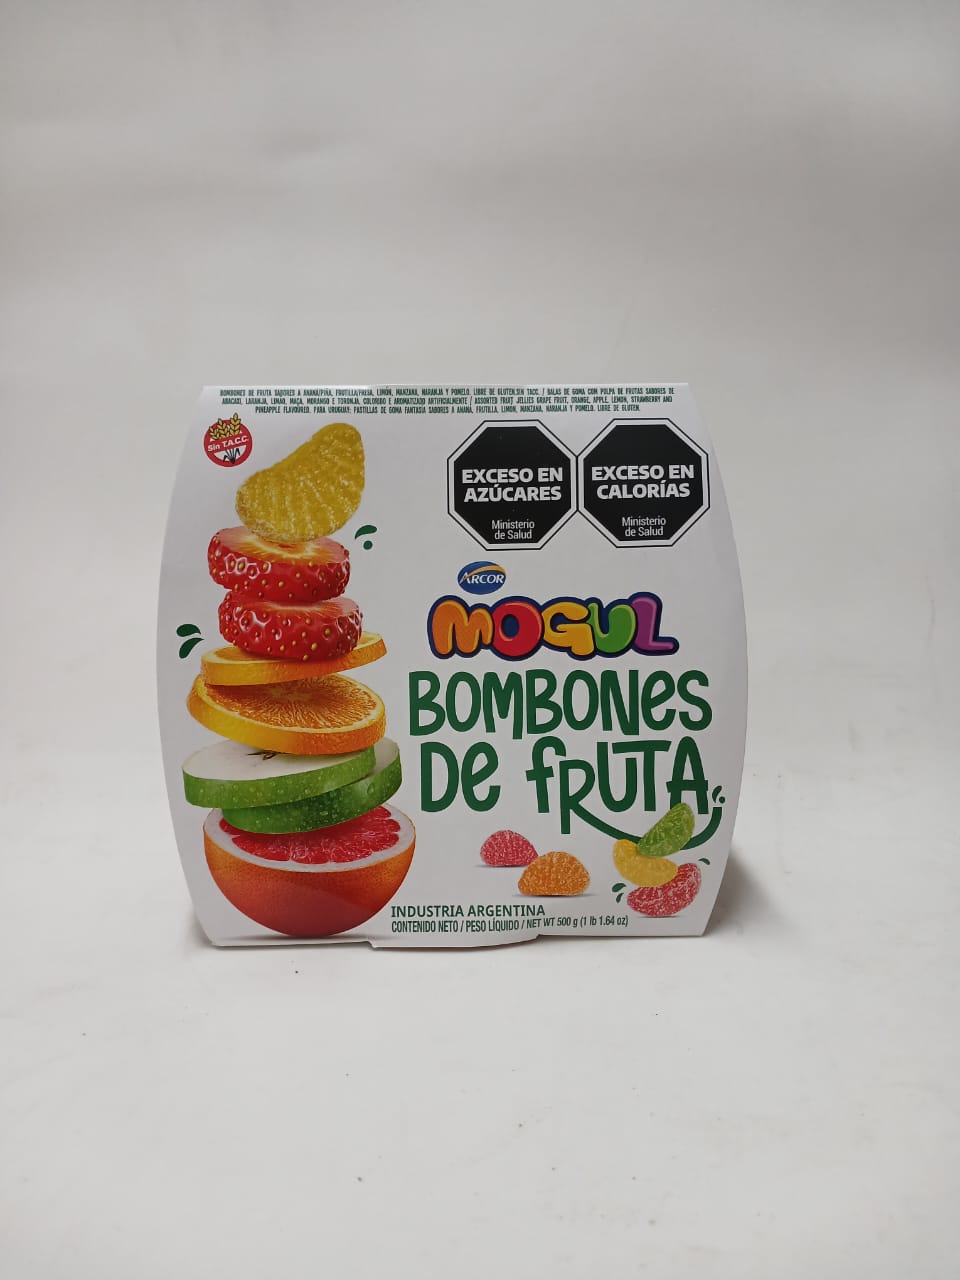 BOMBONES DE FRUTA SABORES A ANANÁ/PIÑA, FRUTILLA/FRESA, LIMÓN, MANZANA, NARANJA Y POMELO. LIBRE DE GLUTEN.SIN TACC. / BALAS DE GOMA COM POLPA DE FRUTAS SABORES DE
ABACAXI, LARANJA, LIMÃO, MAÇA, MORANGO E TORONJA. COLORIDO E AROMATIZADO ARTIFICIALMENTE / ASSORTED FRUIT JELLIES GRAPE FRUIT, ORANGE, APPLE, LEMON, STRAWBERRY AND
PINEAPPLE FLAVOURED. PARA URUGUAY: PASTILLAS DE GOMA FANTASIA SABORES A ANANÁ, FRUTILLA, LIMON, MANZANA, NARANJA Y POMELO. LIBRE DE GLUTEN.
Sin T.A.C.C.
EXCESO EN
AZÚCARES
Ministerio
de Salud
EXCESO EN
CALORÍAS
Ministerio
de Salud
ARCOR
MOGUL
BOMBONES
DE fRUTA
INDUSTRIA ARGENTINA
CONTENIDO NETO / PESO LÍQUIDO / NET WT 500 g (1 lb 1.64 oz)